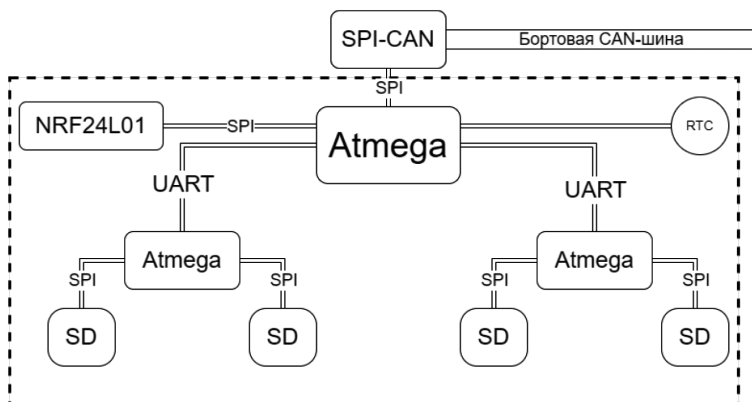 SPI-CAN
Бортовая CAN-шина
SPI
NRF24L01
SPI
Atmega
RTC
UART
UART
Atmega
Atmega
SPI
SPI
SPI
SPI
SD
SD
SD
SD